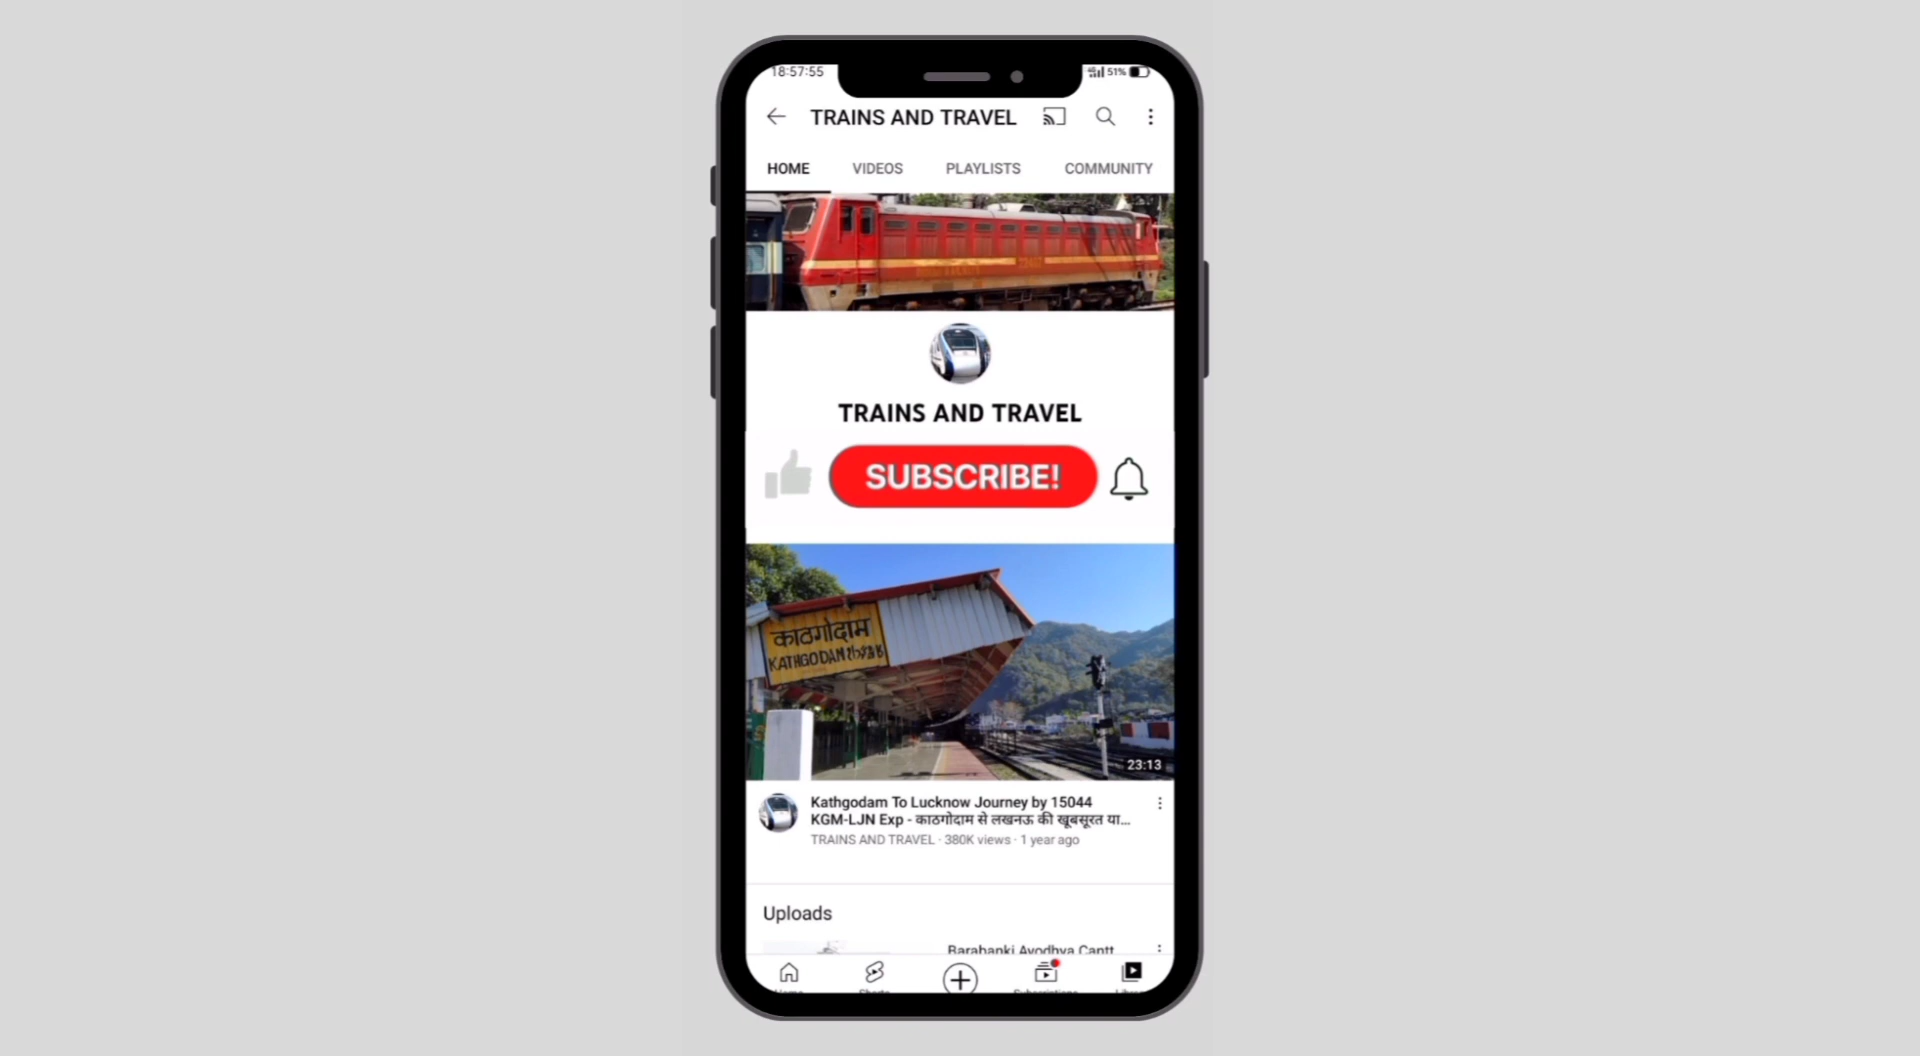 18:57:55
51%
TRAINS AND TRAVEL
HOME VIDEOS PLAYLISTS COMMUNITY
TRAINS AND TRAVEL
SUBSCRIBE!
काठगोदाम
KATHGODAM
23:13
Kathgodam To Lucknow Journey by 15044
KGM-LJN Exp - काठगोदाम से लखनऊ की खूबसूरत या...
TRAINS AND TRAVEL · 380K views · 1 year ago
Uploads
Barabanki Ayodhya Cantt